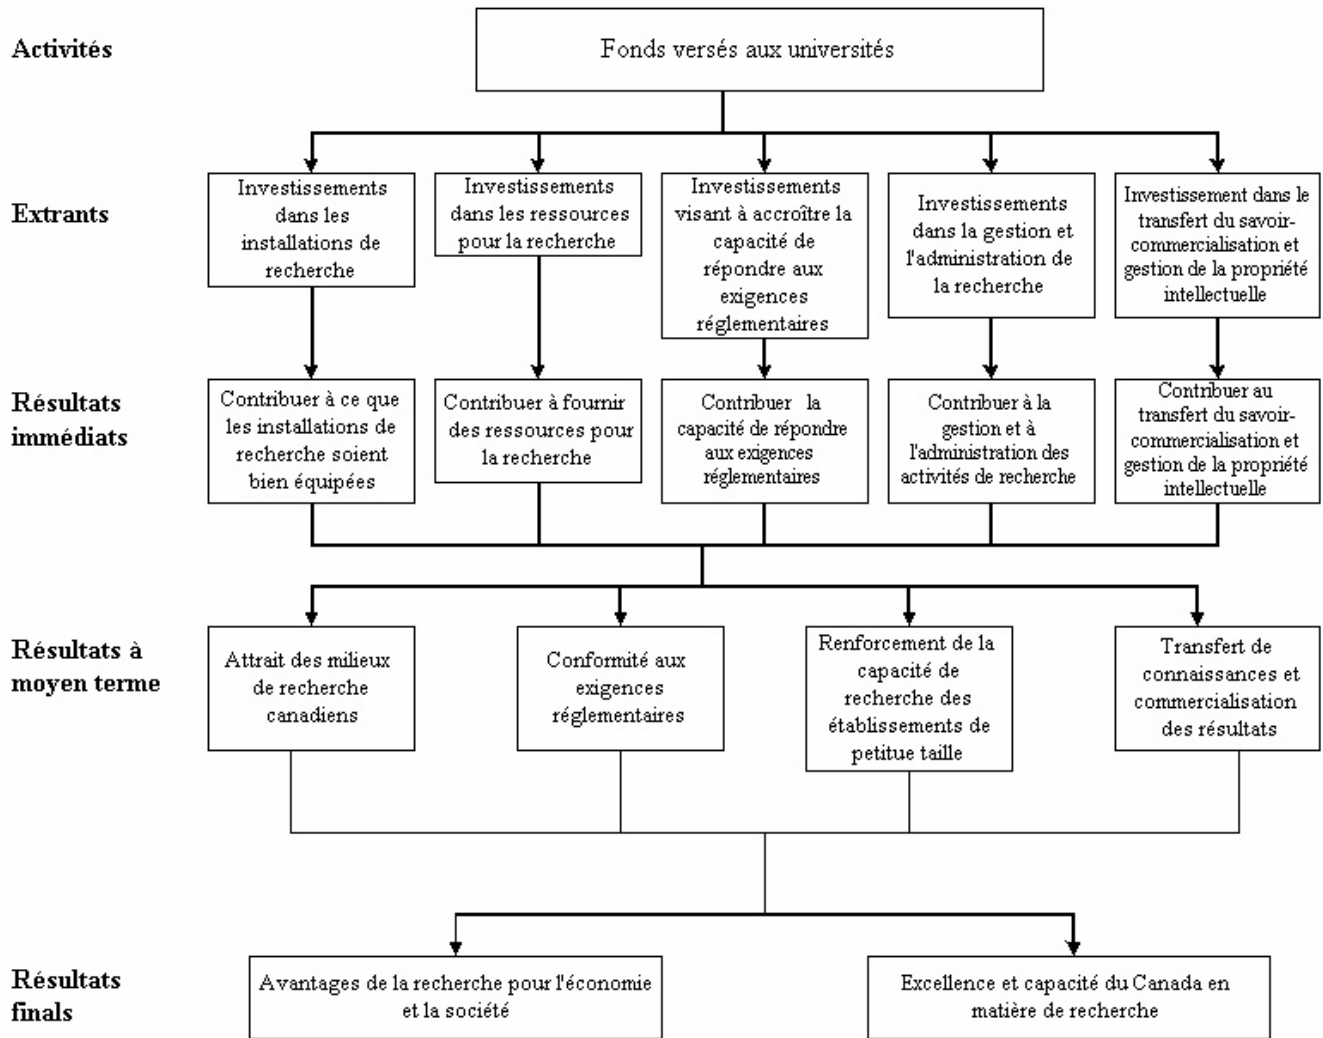 Activités
Fonds versés aux universités
Extrants
Investissements
dans les
installations de
recherche
Investissements
dans les ressources
pour la recherche
Investissements
visant à accroître la
capacité de
répondre aux
exigences
réglementaires
Investissements
dans la gestion et
l'administration de
la recherche
Investissement dans le
transfert du savoir-
commercialisation et
gestion de la propriété
intellectuelle
Résultats
immédiats
Contribuer à ce que
les installations de
recherche soient
bien équipées
Contribuer à fournir
des ressources pour
la recherche
Contribuer la
capacité de répondre
aux exigences
réglementaires
Contribuer à la
gestion et à
l'administration des
activités de recherche
Contribuer au
transfert du savoir-
commercialisation et
gestion de la propriété
intellectuelle
Résultats à
moyen terme
Attrait des milieux
de recherche
canadiens
Conformité aux
exigences
réglementaires
Renforcement de la
capacité de
recherche des
établissements de
petitue taille
Transfert de
connaissances et
commercialisation
des résultats
Résultats
finals
Avantages de la recherche pour l'économie
et la société
Excellence et capacité du Canada en
matière de recherche